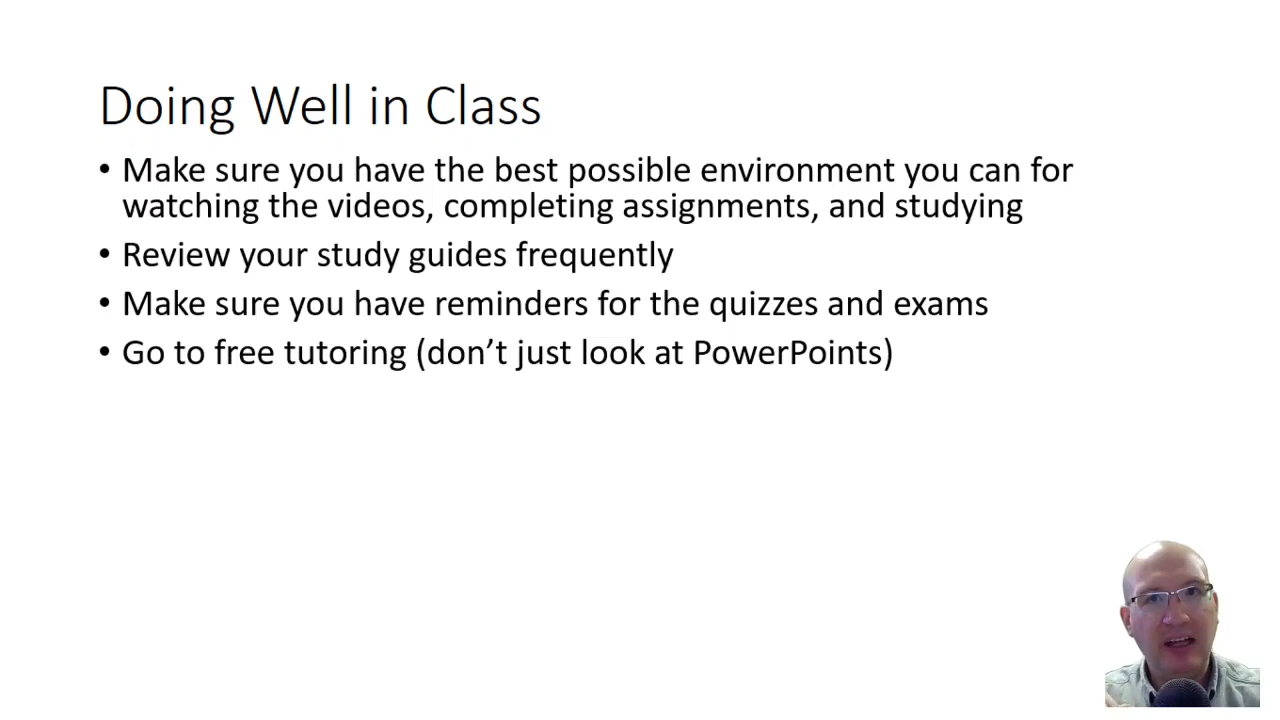 Doing Well in Class
• Make sure you have the best possible environment you can for
watching the videos, completing assignments, and studying
• Review your study guides frequently
• Make sure you have reminders for the quizzes and exams
• Go to free tutoring (don’t just look at PowerPoints)